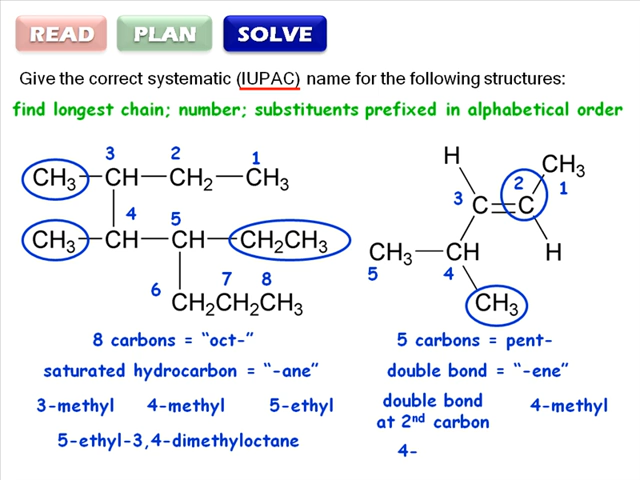 READ PLAN SOLVE
Give the correct systematic (IUPAC) name for the following structures:
find longest chain; number; substituents prefixed in alphabetical order
3 2 1
CH3 CH CH2 CH3
4 5
CH3 CH CH CH2CH3
6 7 8
CH2CH2CH3
8 carbons = "oct-"
saturated hydrocarbon = "-ane"
3-methyl 4-methyl 5-ethyl
5-ethyl-3,4-dimethyloctane
H CH3
3 2 1
C C
CH3 CH H
5 4
CH3
5 carbons = pent-
double bond = "-ene"
double bond
at 2nd carbon
4-methyl
4-